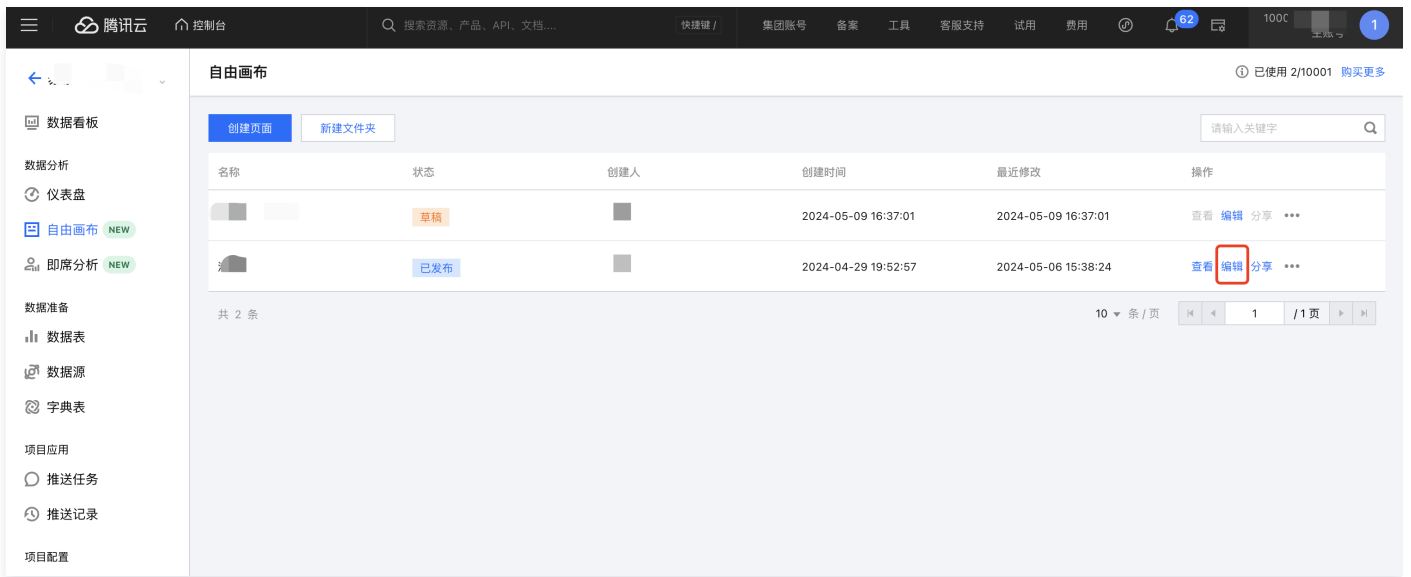 腾讯云 控制台 搜索资源、产品、API、文档.... 快捷键 / 集团账号 备案 工具 客服支持 试用 费用 62 1
自由画布 已使用 2/10001 购买更多
数据看板
创建页面 新建文件夹 请输入关键字
数据分析
名称 状态 创建人 创建时间 最近修改 操作
仪表盘
草稿 2024-05-09 16:37:01 2024-05-09 16:37:01 查看 编辑 分享 •••
自由画布 NEW
即席分析 NEW
已发布 2024-04-29 19:52:57 2024-05-06 15:38:24 查看 编辑 分享 •••
数据准备
共 2 条 10 条 / 页 1 / 1 页
数据表
数据源
字典表
项目应用
推送任务
推送记录
项目配置